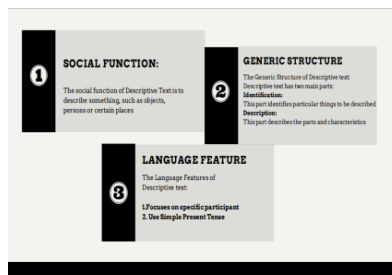 1
SOCIAL FUNCTION:
The social function of Descriptive Text is to
describe something, such as objects,
persons or certain places
2
GENERIC STRUCTURE
The Generic Structure of Descriptive text:
Descriptive text has two main parts:
Identification:
This part identifies particular things to be described
Description:
This part describes the parts and characteristics
3
LANGUAGE FEATURE
The Language Features of
Descriptive text:
1.Focuses on specific participant
2. Use Simple Present Tense